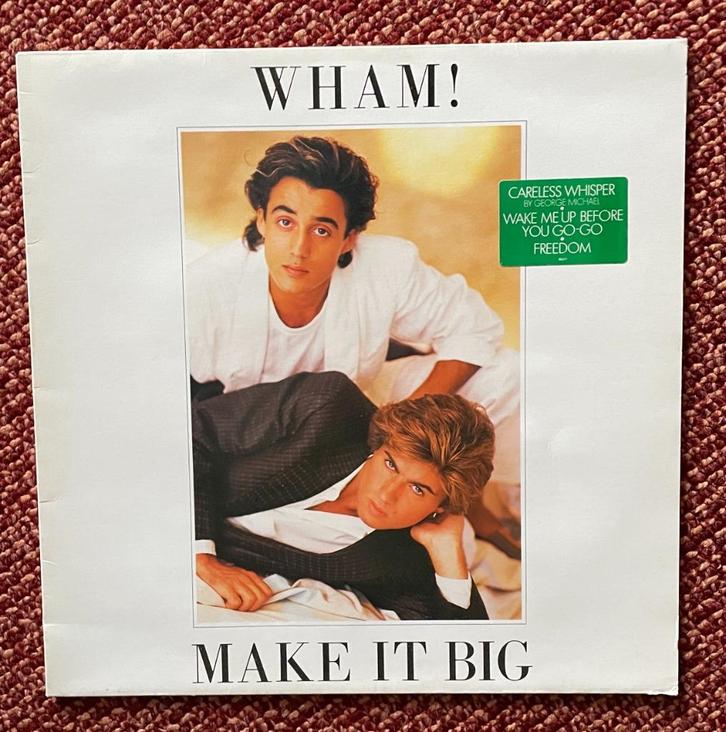 WHAM!
CARELESS WHISPER
BY GEORGE MICHAEL
WAKE ME UP BEFORE
YOU GO-GO
FREEDOM
MAKE IT BIG